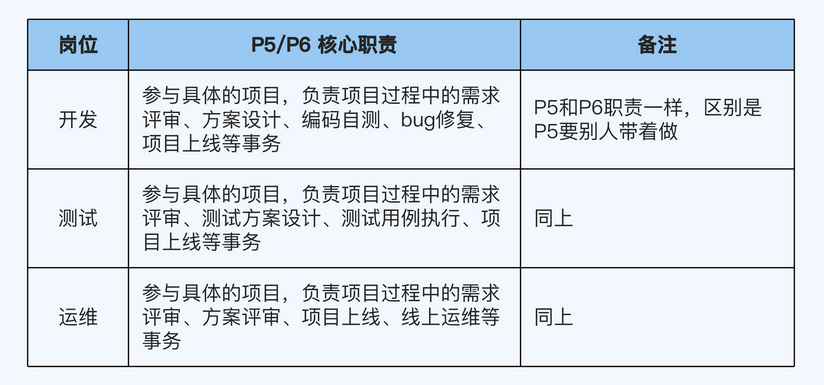 岗位
P5/P6 核心职责
备注
开发
参与具体的项目，负责项目过程中的需求
评审、方案设计、编码自测、bug修复、
项目上线等事务
P5和P6职责一样，区别是
P5要别人带着做
测试
参与具体的项目，负责项目过程中的需求
评审、测试方案设计、测试用例执行、项
目上线等事务
同上
运维
参与具体的项目，负责项目过程中的需求
评审、方案评审、项目上线、线上运维等
事务
同上